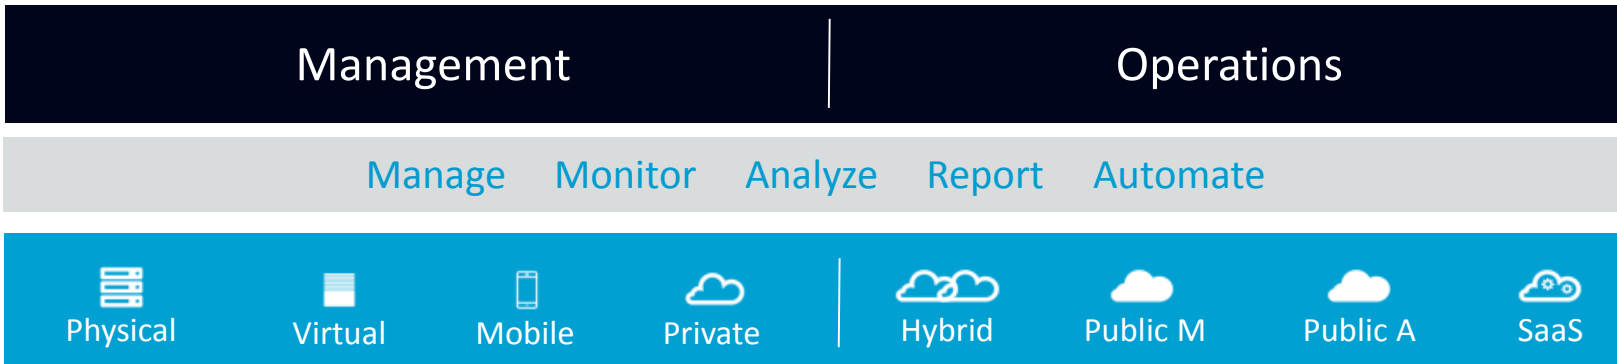 Management Operations
Manage Monitor Analyze Report Automate
Physical Virtual Mobile Private Hybrid Public M Public A SaaS